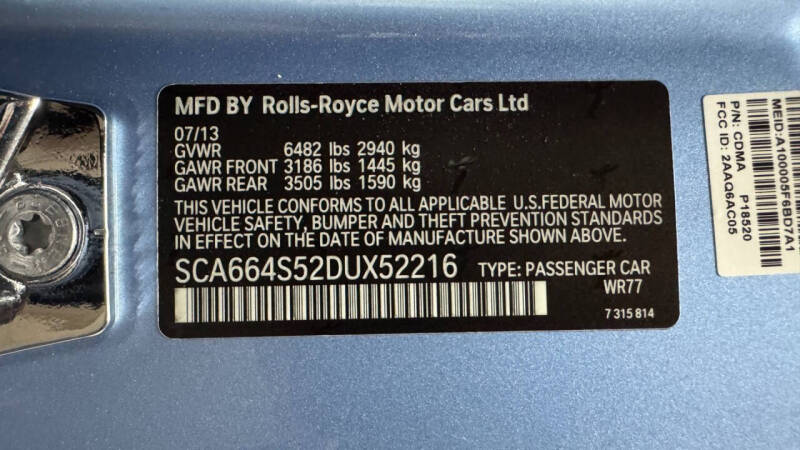 MFD BY Rolls-Royce Motor Cars Ltd
07/13
GVWR 6482 lbs 2940 kg
GAWR FRONT 3186 lbs 1445 kg
GAWR REAR 3505 lbs 1590 kg
THIS VEHICLE CONFORMS TO ALL APPLICABLE U.S.FEDERAL MOTOR
VEHICLE SAFETY, BUMPER AND THEFT PREVENTION STANDARDS
IN EFFECT ON THE DATE OF MANUFACTURE SHOWN ABOVE.
SCA664S52DUX52216 TYPE: PASSENGER CAR
WR77
7 315 814
MEID:A100005F6BD7A1
P/N: CDMA P18520
FCC ID: 2AAQ6AC05